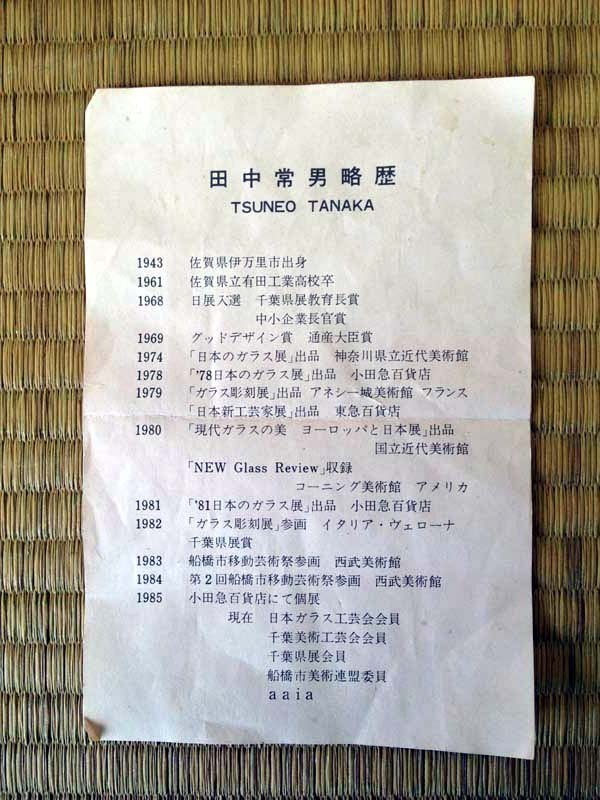 田中常男略歴
TSUNEO TANAKA
1943 佐賀県伊万里市出身
1961 佐賀県立有田工業高校卒
1968 日展入選 千葉県展教育長賞
中小企業長官賞
1969 グッドデザイン賞 通産大臣賞
1974 「日本のガラス展」出品 神奈川県立近代美術館
1978 「'78日本のガラス展」出品 小田急百貨店
1979 「ガラス彫刻展」出品 アネシー城美術館 フランス
「日本新工芸家展」出品 東急百貨店
1980 「現代ガラスの美 ヨーロッパと日本展」出品
国立近代美術館
「NEW Glass Review」収録
コーニング美術館 アメリカ
1981 「'81日本のガラス展」出品 小田急百貨店
1982 「ガラス彫刻展」参画 イタリア・ヴェローナ
千葉県展賞
1983 船橋市移動芸術祭参画 西武美術館
1984 第2回船橋市移動芸術祭参画 西武美術館
1985 小田急百貨店にて個展
現在 日本ガラス工芸会会員
千葉美術工芸会会員
千葉県展会員
船橋市美術連盟委員
aaia